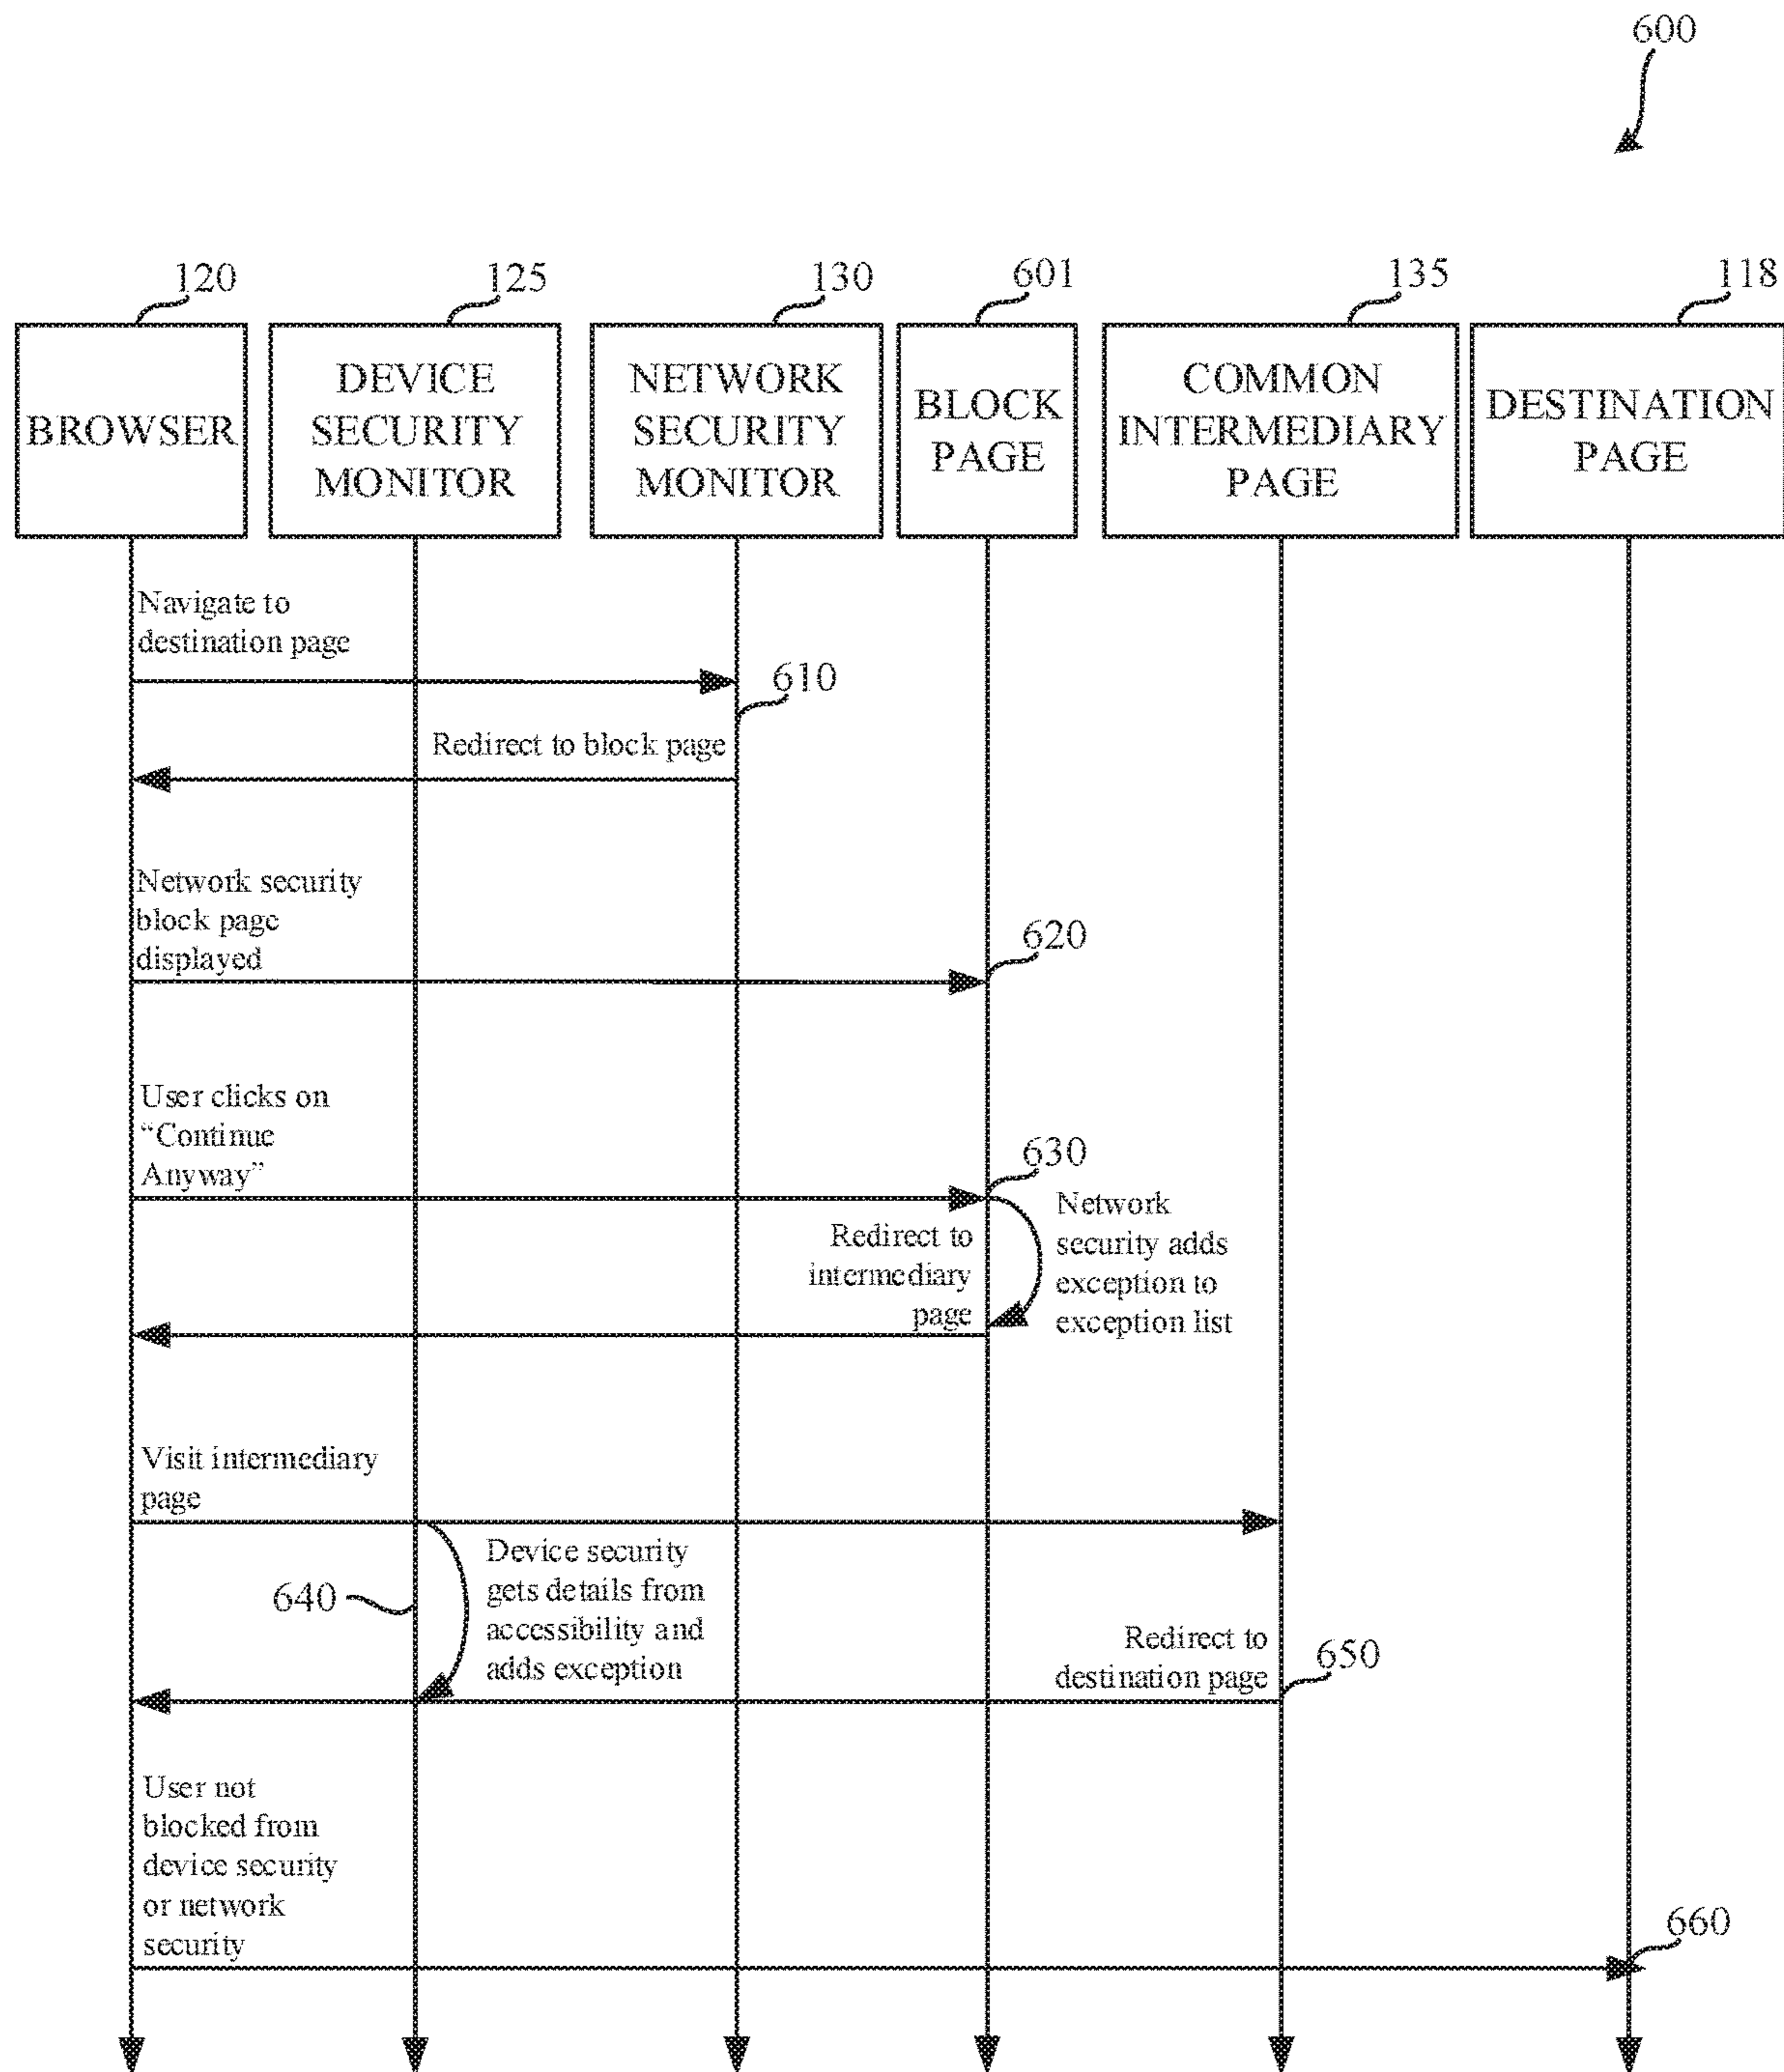 600
120
125
130
601
135
118
BROWSER
DEVICE
SECURITY
MONITOR
NETWORK
SECURITY
MONITOR
BLOCK
PAGE
COMMON
INTERMEDIARY
PAGE
DESTINATION
PAGE
Navigate to
destination page
610
Redirect to block page
Network security
block page
displayed
620
User clicks on
“Continue
Anyway”
630
Redirect to
intermediary
page
Network
security adds
exception to
exception list
Visit intermediary
page
640
Device security
gets details from
accessibility and
adds exception
Redirect to
destination page
650
User not
blocked from
device security
or network
security
660